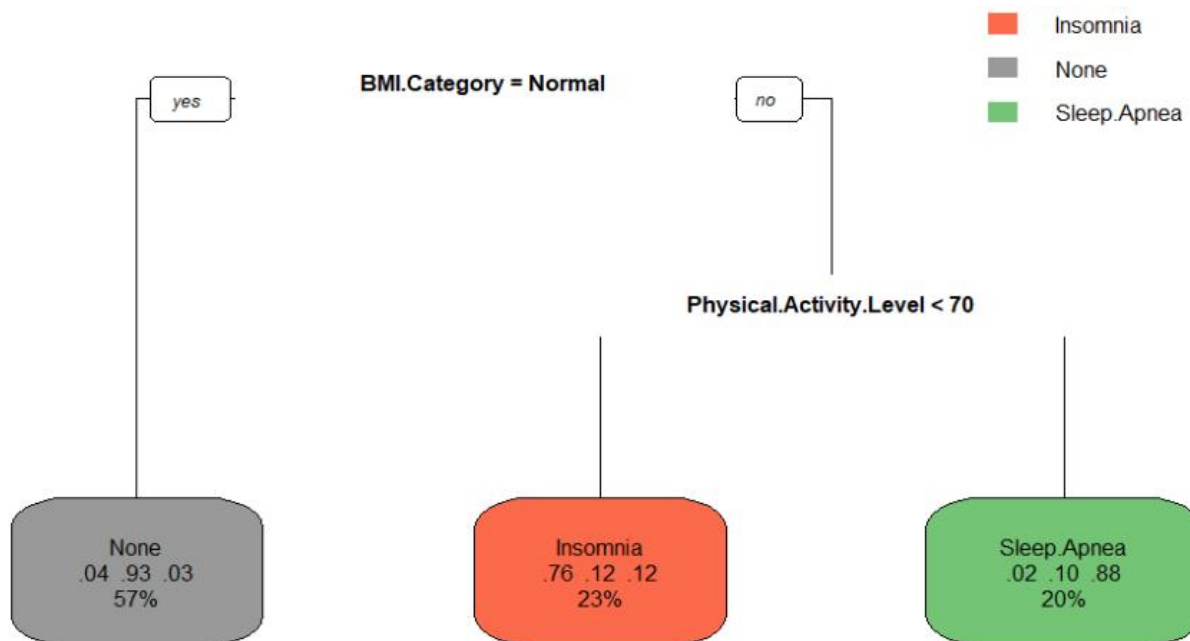 Insomnia
None
Sleep.Apnea
yes
BMI.Category = Normal
no
Physical.Activity.Level < 70
None
.04 .93 .03
57%
Insomnia
.76 .12 .12
23%
Sleep.Apnea
.02 .10 .88
20%